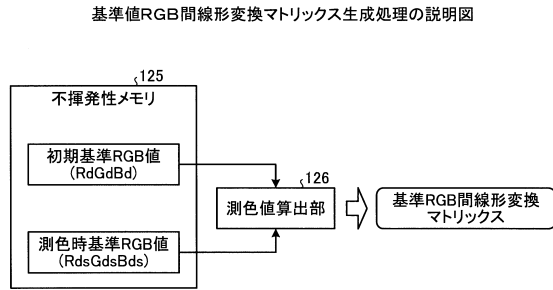 基準値RGB間線形変換マトリックス生成処理の説明図
125
不揮発性メモリ
初期基準RGB値
(RdGdBd)
測色時基準RGB値
(RdsGdsBds)
126
測色値算出部
基準RGB間線形変換
マトリックス